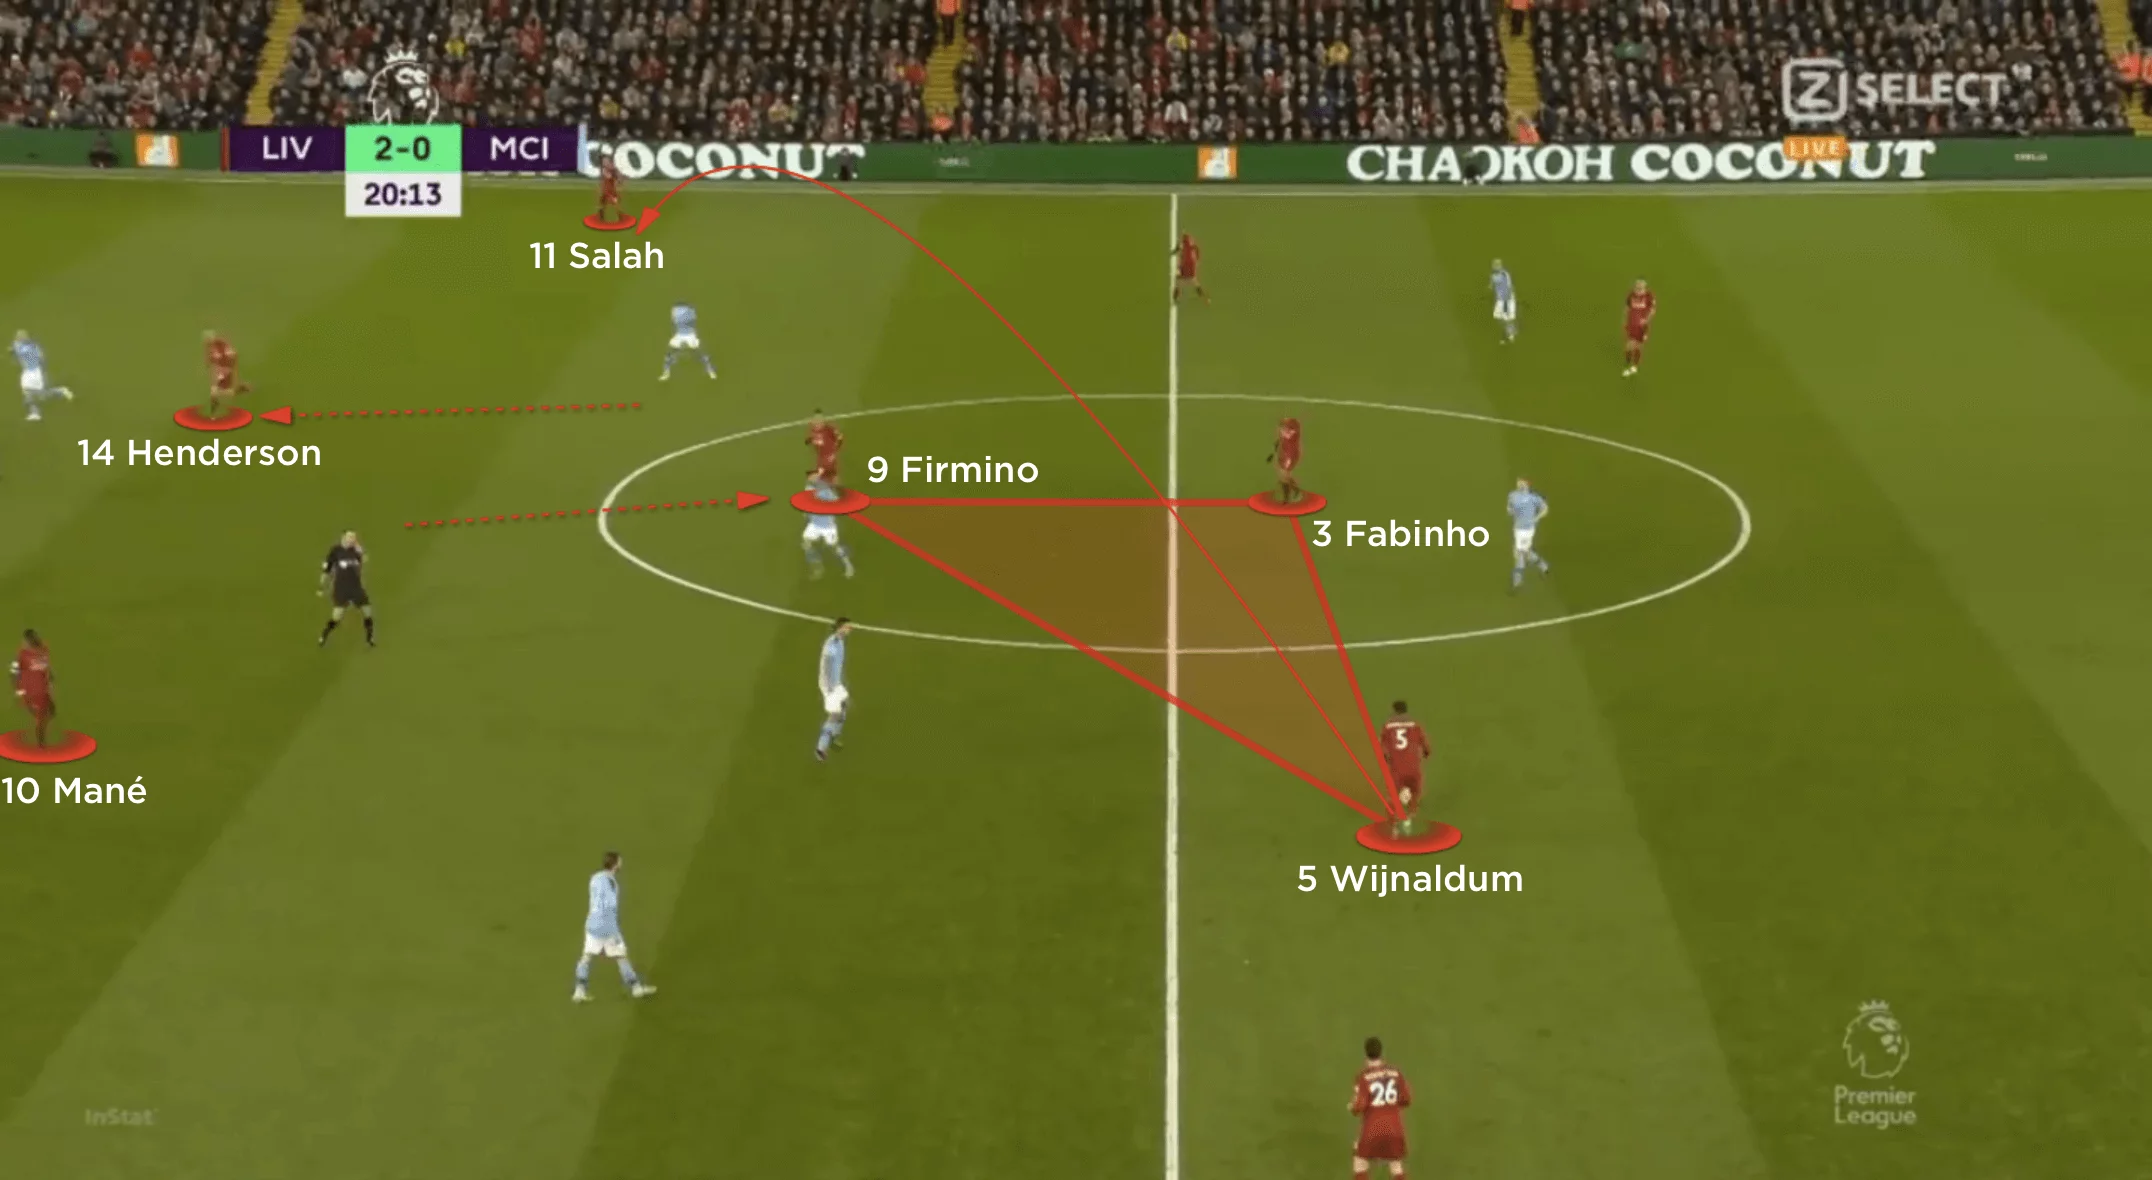 SELECT
LIVE
LIV 2-0 MCI
20:13
COCONUT
CHAOKOH COCONUT
11 Salah
14 Henderson
9 Firmino
3 Fabinho
10 Mané
5
5 Wijnaldum
26
Premier
League
InStat